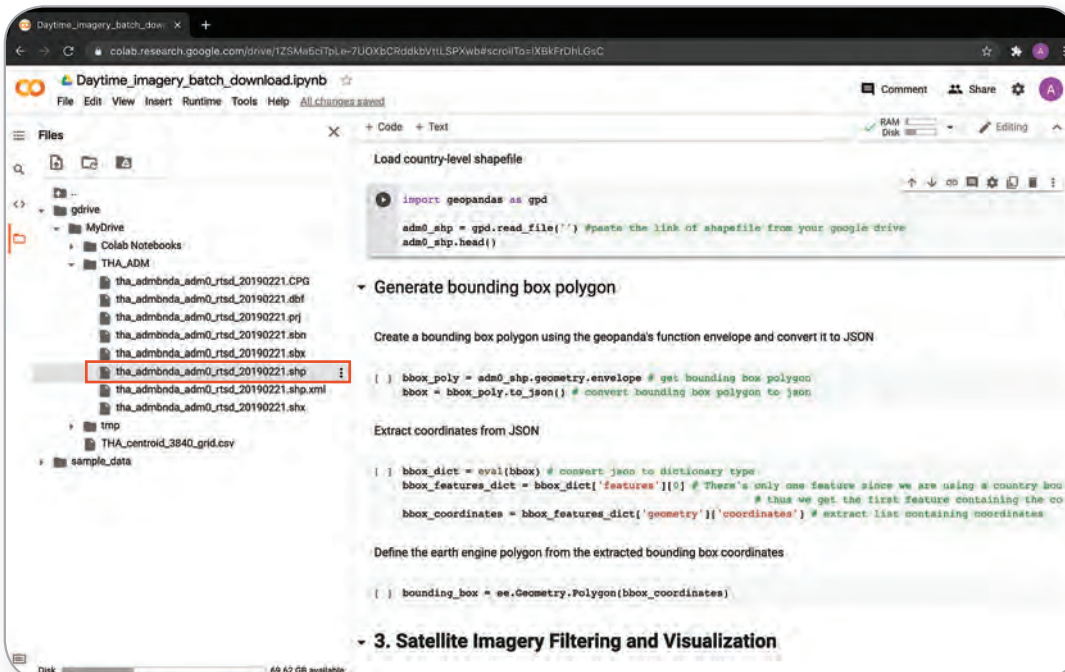 Daytime_imagery_batch_dow
colab.research.google.com/drive/1ZSMa6ciTpLe-7UOXbCRddkbVttLSPXwb#scrollTo=IXBkFrDhLGsC
Daytime_imagery_batch_download.ipynb
File Edit View Insert Runtime Tools Help All changes saved
Comment Share A
Files
+ Code + Text
RAM
Disk
Editing
..
gdrive
MyDrive
Colab Notebooks
THA_ADM
tha_admbnda_adm0_rtsd_20190221.CPG
tha_admbnda_adm0_rtsd_20190221.dbf
tha_admbnda_adm0_rtsd_20190221.prj
tha_admbnda_adm0_rtsd_20190221.sbn
tha_admbnda_adm0_rtsd_20190221.sbx
tha_admbnda_adm0_rtsd_20190221.shp
tha_admbnda_adm0_rtsd_20190221.shp.xml
tha_admbnda_adm0_rtsd_20190221.shx
tmp
THA_centroid_3840_grid.csv
sample_data
Disk 69.62 GB available
Load country-level shapefile
import geopandas as gpd
adm0_shp = gpd.read_file('') #paste the link of shapefile from your google drive
adm0_shp.head()
Generate bounding box polygon
Create a bounding box polygon using the geopanda's function envelope and convert it to JSON
[ ] bbox_poly = adm0_shp.geometry.envelope # get bounding box polygon
bbox = bbox_poly.to_json() # convert bounding box polygon to json
Extract coordinates from JSON
[ ] bbox_dict = eval(bbox) # convert json to dictionary type
bbox_features_dict = bbox_dict['features'][0] # There's only one feature since we are using a country bou
# thus we get the first feature containing the co
bbox_coordinates = bbox_features_dict['geometry']['coordinates'] # extract list containing coordinates
Define the earth engine polygon from the extracted bounding box coordinates
[ ] bounding_box = ee.Geometry.Polygon(bbox_coordinates)
3. Satellite Imagery Filtering and Visualization